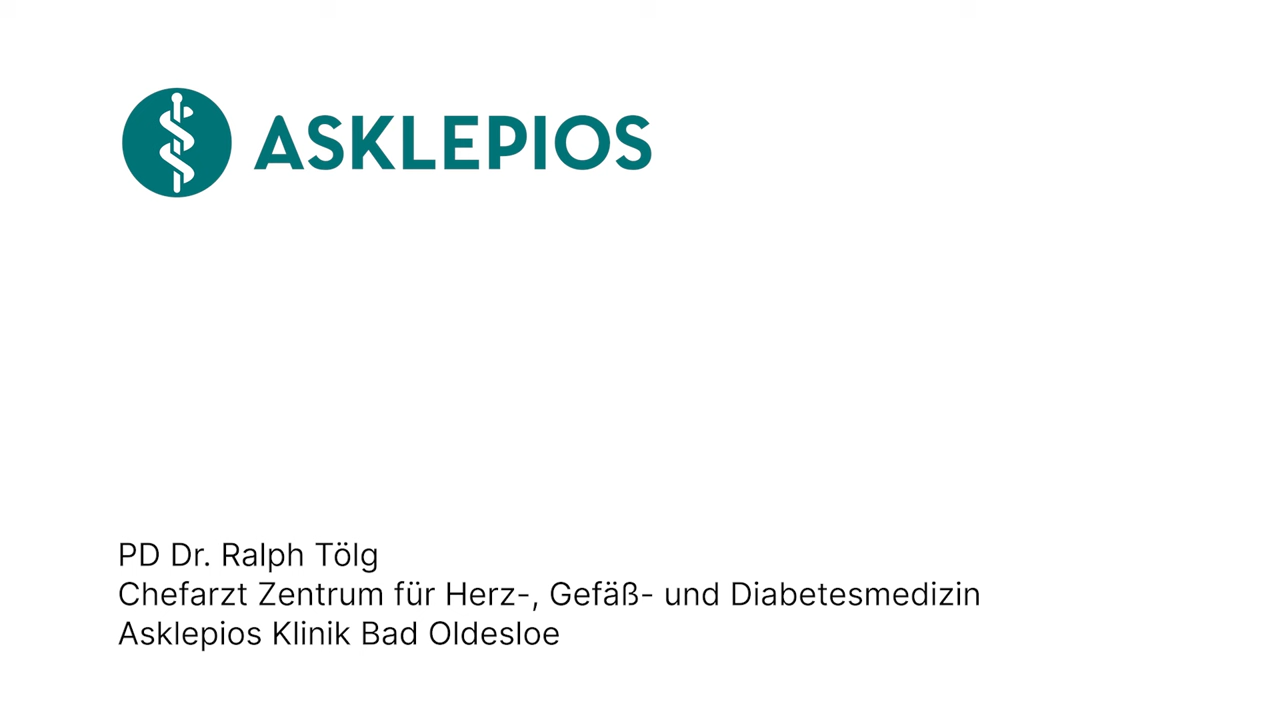 ASKLEPIOS
PD Dr. Ralph Tölg
Chefarzt Zentrum für Herz-, Gefäß- und Diabetesmedizin
Asklepios Klinik Bad Oldesloe